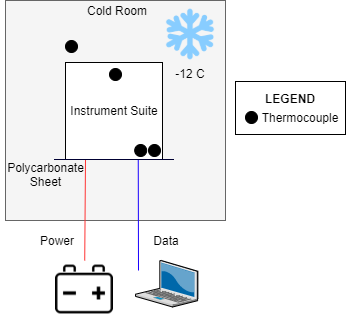 Cold Room
-12 C
Instrument Suite
Polycarbonate
Sheet
Power
Data
LEGEND
Thermocouple